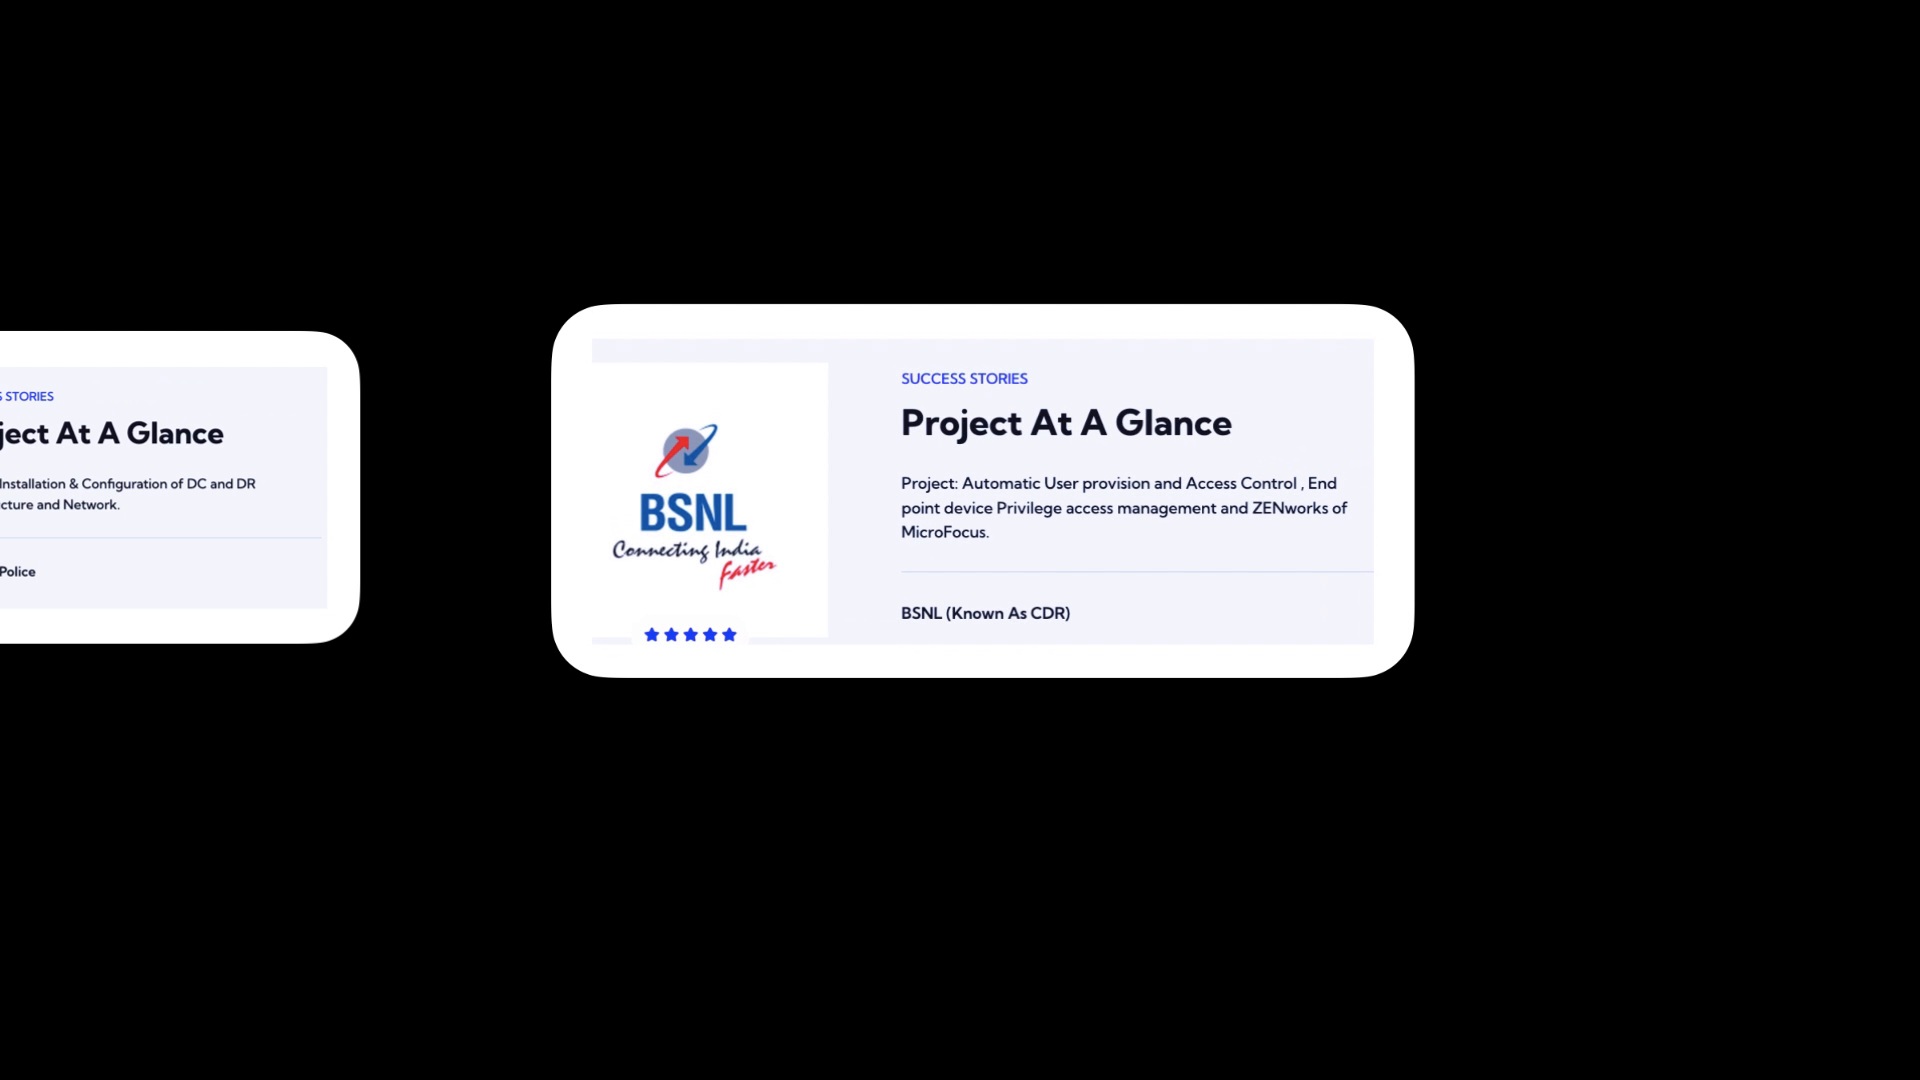 STORIES
At A Glance
Installation & Configuration of DC and DR
and Network.
Police
BSNL
Connecting India
Faster
SUCCESS STORIES
Project At A Glance
Project: Automatic User provision and Access Control , End
point device Privilege access management and ZENworks of
MicroFocus.
BSNL (Known As CDR)